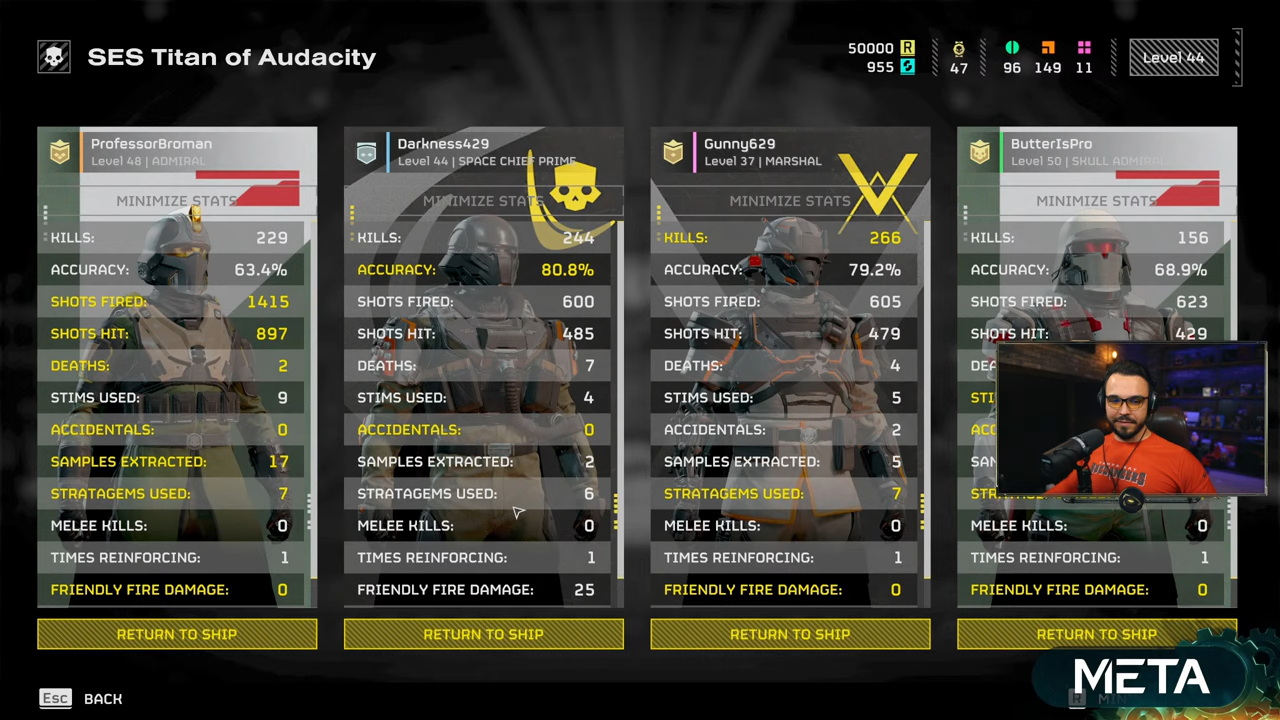 SES Titan of Audacity
50000 R
955
47
96 149 11
Level 44
ProfessorBroman
Level 48 | ADMIRAL
MINIMIZE STATS
KILLS: 229
ACCURACY: 63.4%
SHOTS FIRED: 1415
SHOTS HIT: 897
DEATHS: 2
STIMS USED: 9
ACCIDENTALS: 0
SAMPLES EXTRACTED: 17
STRATAGEMS USED: 7
MELEE KILLS: 0
TIMES REINFORCING: 1
FRIENDLY FIRE DAMAGE: 0
RETURN TO SHIP
Darkness429
Level 44 | SPACE CHIEF PRIME
MINIMIZE STATS
KILLS: 244
ACCURACY: 80.8%
SHOTS FIRED: 600
SHOTS HIT: 485
DEATHS: 7
STIMS USED: 4
ACCIDENTALS: 0
SAMPLES EXTRACTED: 2
STRATAGEMS USED: 6
MELEE KILLS: 0
TIMES REINFORCING: 1
FRIENDLY FIRE DAMAGE: 25
RETURN TO SHIP
Gunny629
Level 37 | MARSHAL
MINIMIZE STATS
KILLS: 266
ACCURACY: 79.2%
SHOTS FIRED: 605
SHOTS HIT: 479
DEATHS: 4
STIMS USED: 5
ACCIDENTALS: 2
SAMPLES EXTRACTED: 5
STRATAGEMS USED: 7
MELEE KILLS: 0
TIMES REINFORCING: 1
FRIENDLY FIRE DAMAGE: 0
RETURN TO SHIP
ButterIsPro
Level 50 | SKULL ADMIRAL
MINIMIZE STATS
KILLS: 156
ACCURACY: 68.9%
SHOTS FIRED: 623
SHOTS HIT: 429
MELEE KILLS: 0
TIMES REINFORCING: 1
FRIENDLY FIRE DAMAGE: 0
RETURN TO SHIP
Esc BACK
META